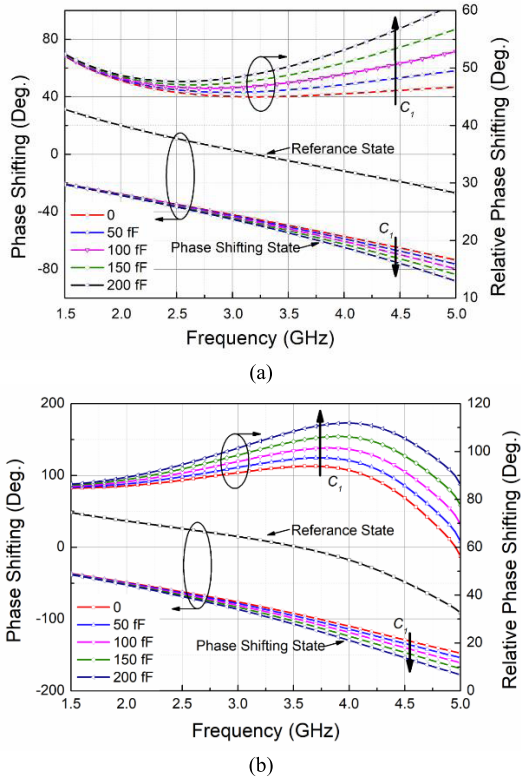 80
40
0
-40
-80
60
50
40
30
20
10
Phase Shifting (Deg.)
Relative Phase Shifting (Deg.)
C1
Referance State
0
50 fF
100 fF
150 fF
200 fF
Phase Shifting State
C1
1.5 2.0 2.5 3.0 3.5 4.0 4.5 5.0
Frequency (GHz)
(a)
200
100
0
-100
-200
120
100
80
60
40
20
0
Phase Shifting (Deg.)
Relative Phase Shifting (Deg.)
C1
Referance State
0
50 fF
100 fF
150 fF
200 fF
Phase Shifting State
C1
1.5 2.0 2.5 3.0 3.5 4.0 4.5 5.0
Frequency (GHz)
(b)